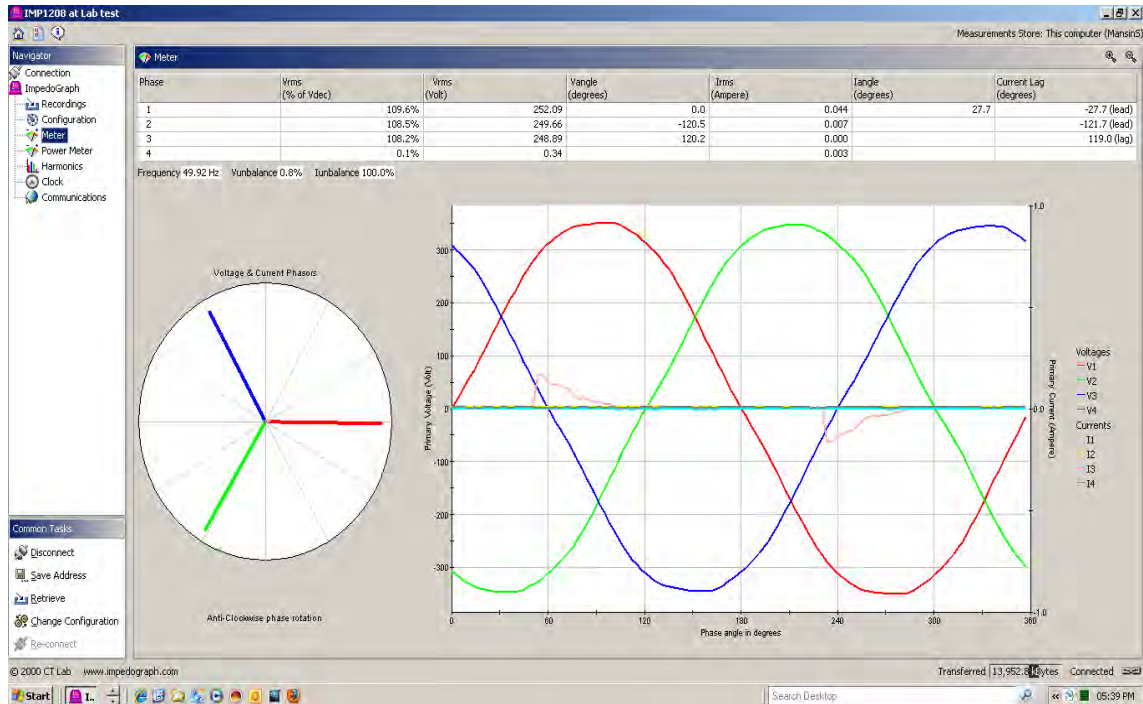 IMP1208 at Lab test
Measurements Store: This computer (MansinS)
Navigator
Connection
ImpedoGraph
Recordings
Configuration
Meter
Power Meter
Harmonics
Clock
Communications
Meter
Phase Vrms (% of Vdec) Vrms (Volt) Vangle (degrees) Irms (Ampere) Iangle (degrees) Current Lag (degrees)
1 109.6% 252.09 0.0 0.044 27.7 -27.7 (lead)
2 108.5% 249.66 -120.5 0.007 -121.7 (lead)
3 108.2% 248.89 120.2 0.000 119.0 (lag)
4 0.1% 0.34 0.003
Frequency 49.92 Hz Vunbalance 0.8% Iunbalance 100.0%
Voltage & Current Phasors
Anti-Clockwise phase rotation
Primary Voltage (Volt)
300
200
100
0
-100
-200
-300
0 60 120 180 240 300 360
Phase angle in degrees
1.0
0.0
-1.0
Primary Current (Ampere)
Voltages
V1
V2
V3
V4
Currents
I1
I2
I3
I4
Common Tasks
Disconnect
Save Address
Retrieve
Change Configuration
Re-connect
© 2000 CT Lab www.impedograph.com
Transferred Connected
Start I.. Search Desktop « 05:39 PM